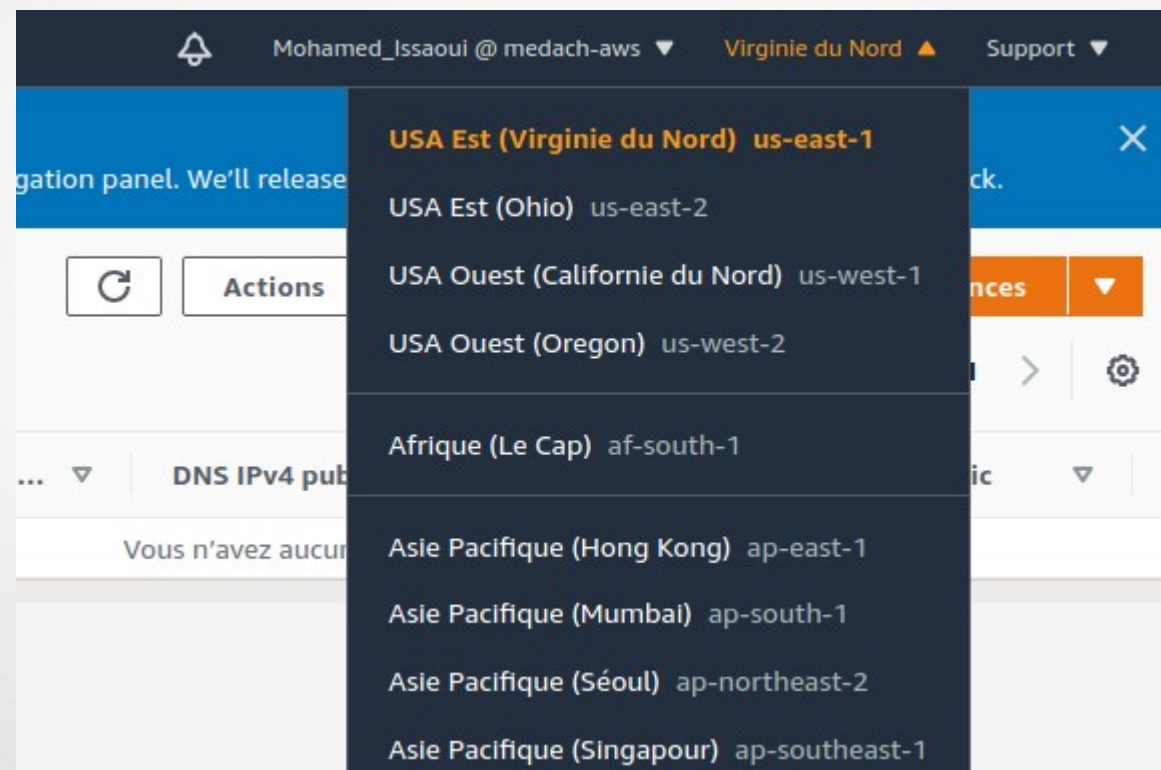 Mohamed_Issaoui @ medach-aws ▼ Virginie du Nord ▲ Support ▼
USA Est (Virginie du Nord) us-east-1
gation panel. We'll release ck.
USA Est (Ohio) us-east-2
USA Ouest (Californie du Nord) us-west-1
Actions nces
USA Ouest (Oregon) us-west-2
Afrique (Le Cap) af-south-1
... DNS IPv4 pub ic
Asie Pacifique (Hong Kong) ap-east-1
Vous n'avez aucun
Asie Pacifique (Mumbai) ap-south-1
Asie Pacifique (Séoul) ap-northeast-2
Asie Pacifique (Singapour) ap-southeast-1